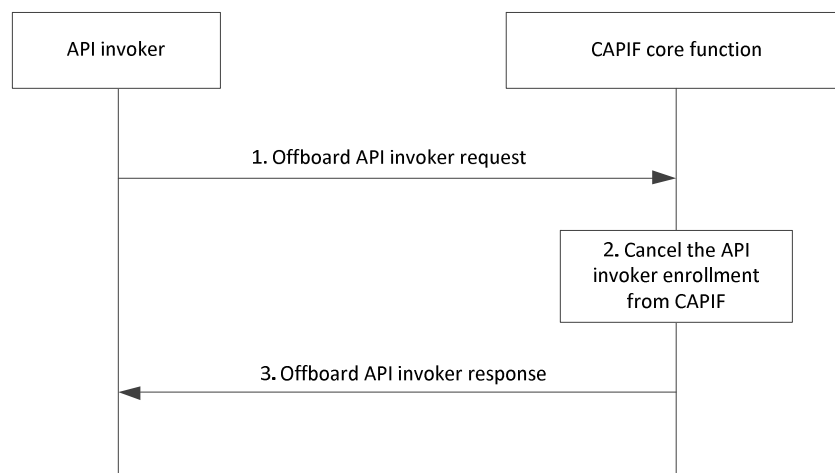 API invoker
CAPIF core function
1. Offboard API invoker request
2. Cancel the API
invoker enrollment
from CAPIF
3. Offboard API invoker response